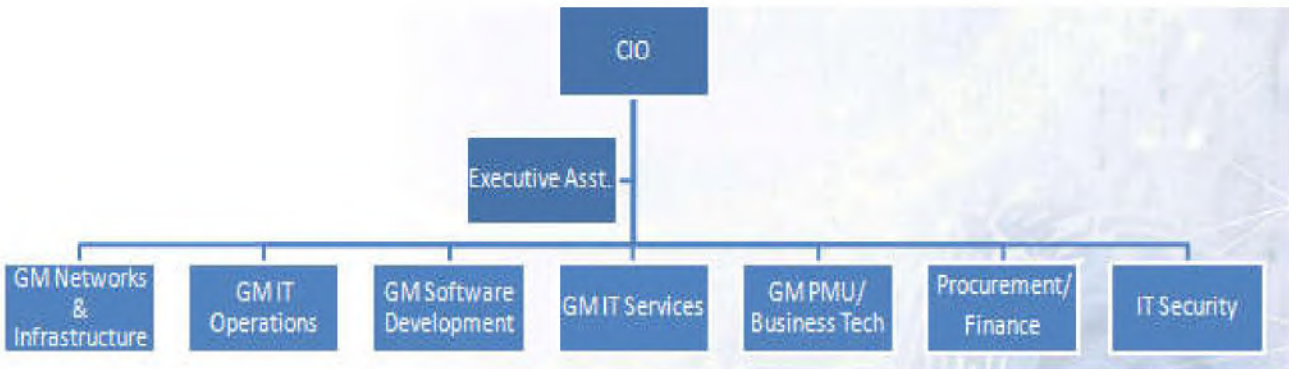 CIO
Executive Asst.
GM Networks
&
Infrastructure
GM IT
Operations
GM Software
Development
GM IT Services
GM PMU/
Business Tech
Procurement/
Finance
IT Security